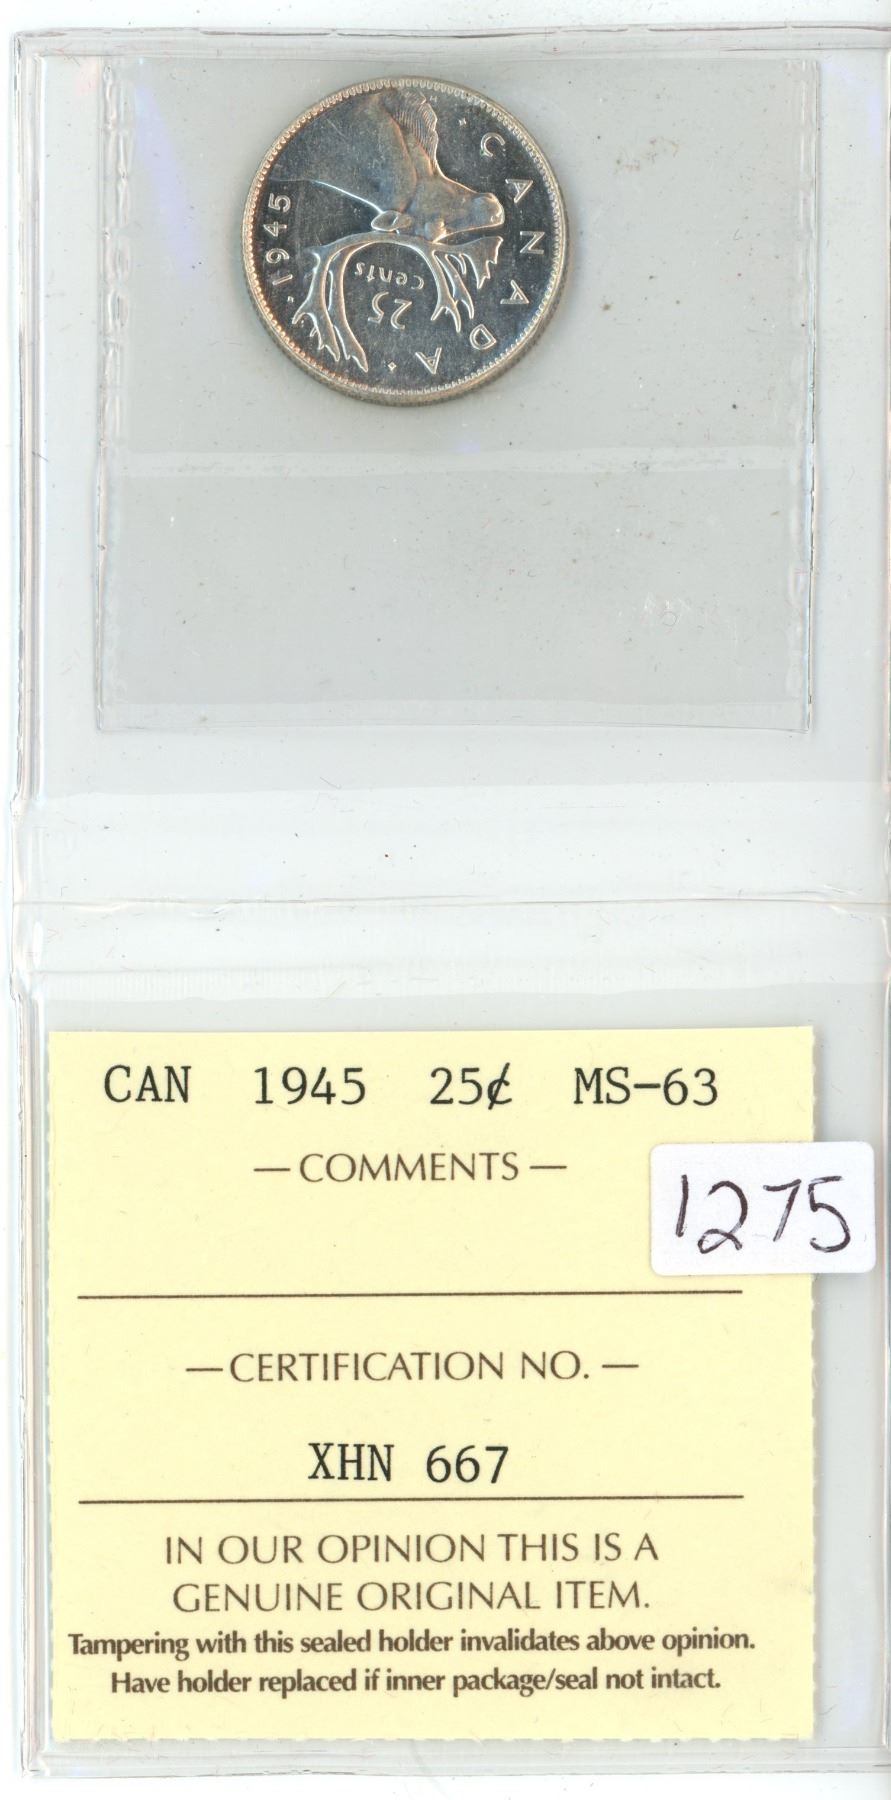 CANADA
1945
25
cents
CAN 1945 25¢ MS-63
— COMMENTS —
1275
— CERTIFICATION NO. —
XHN 667
IN OUR OPINION THIS IS A
GENUINE ORIGINAL ITEM.
Tampering with this sealed holder invalidates above opinion.
Have holder replaced if inner package/seal not intact.